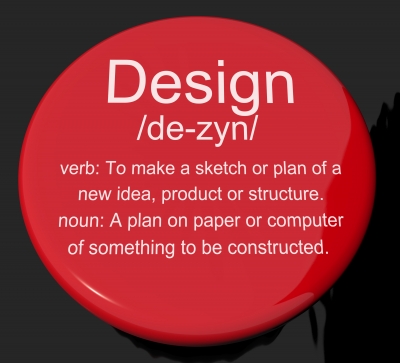 Design
/de-zyn/
verb: To make a sketch or plan of a
new idea, product or structure.
noun: A plan on paper or computer
of something to be constructed.